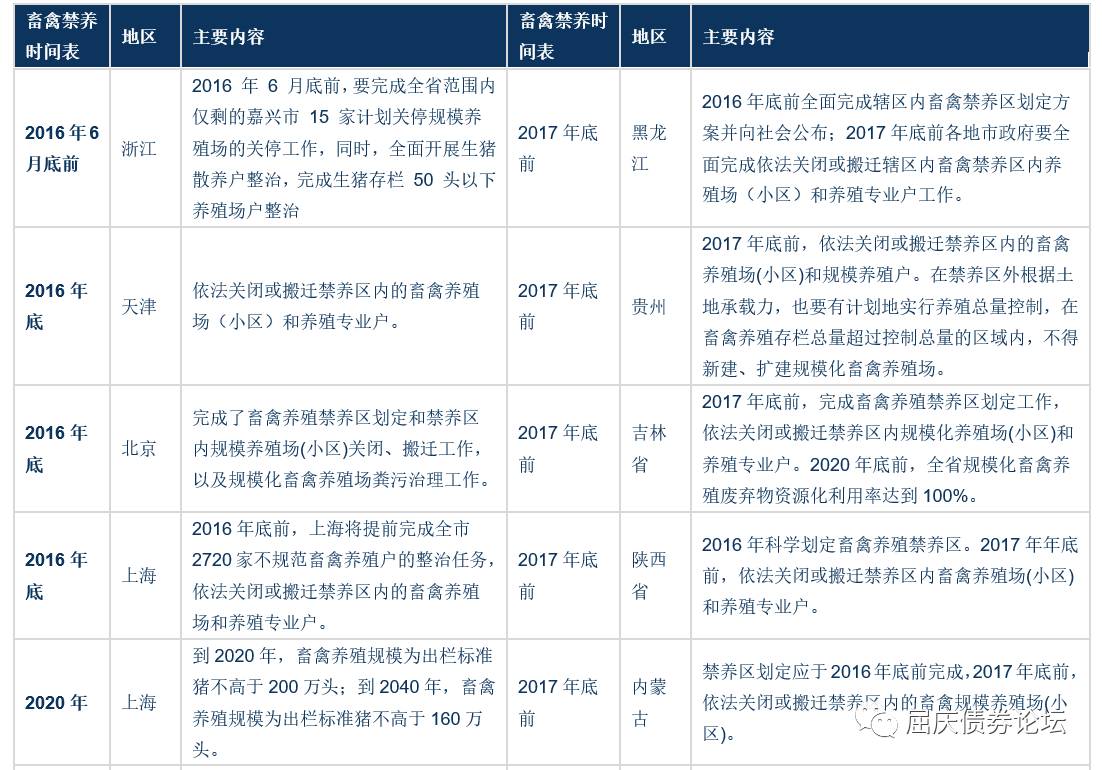 畜禽禁养
时间表
地区
主要内容
畜禽禁养时
间表
地区
主要内容
2016年6
月底前
浙江
2016 年 6 月底前,要完成全省范围内
仅剩的嘉兴市 15 家计划关停规模养
殖场的关停工作，同时，全面开展生猪
散养户整治，完成生猪存栏 50 头以下
养殖场户整治
2017 年底
前
黑龙
江
2016 年底前全面完成辖区内畜禽禁养区划定方
案并向社会公布；2017 年底前各地市政府要全
面完成依法关闭或搬迁辖区内畜禽禁养区内养
殖场（小区）和养殖专业户工作。
2016 年
底
天津
依法关闭或搬迁禁养区内的畜禽养殖
场（小区）和养殖专业户。
2017 年底
前
贵州
2017 年底前，依法关闭或搬迁禁养区内的畜禽
养殖场(小区)和规模养殖户。在禁养区外根据土
地承载力，也要有计划地实行养殖总量控制，在
畜禽养殖存栏总量超过控制总量的区域内，不得
新建、扩建规模化畜禽养殖场。
2016 年
底
北京
完成了畜禽养殖禁养区划定和禁养区
内规模养殖场(小区)关闭、搬迁工作，
以及规模化畜禽养殖场粪污治理工作。
2017 年底
前
吉林
省
2017 年底前，完成畜禽养殖禁养区划定工作，
依法关闭或搬迁禁养区内规模化养殖场(小区)和
养殖专业户。2020 年底前，全省规模化畜禽养
殖废弃物资源化利用率达到 100%。
2016 年
底
上海
2016 年底前，上海将提前完成全市
2720 家不规范畜禽养殖户的整治任务，
依法关闭或搬迁禁养区内的畜禽养殖
场和养殖专业户。
2017 年底
前
陕西
省
2016 年科学划定畜禽养殖禁养区。2017 年年底
前，依法关闭或搬迁禁养区内畜禽养殖场(小区)
和养殖专业户。
2020 年
上海
到 2020 年，畜禽养殖规模为出栏标准
猪不高于 200 万头；到 2040 年，畜禽
养殖规模为出栏标准猪不高于 160 万
头。
2017 年底
前
内蒙
古
禁养区划定应于 2016 年底前完成，2017 年底前，
依法关闭或搬迁禁养区内的畜禽规模养殖场(小
区)。
屈庆债券论坛